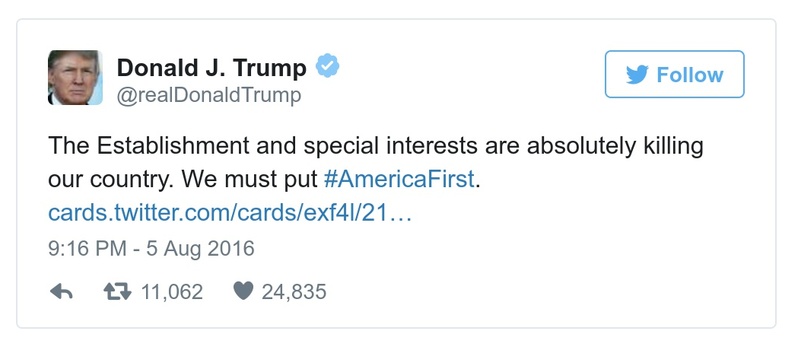 Donald J. Trump
Follow
@realDonaldTrump
The Establishment and special interests are absolutely killing
our country. We must put #AmericaFirst.
cards.twitter.com/cards/exf4l/21…
9:16 PM - 5 Aug 2016
11,062 24,835